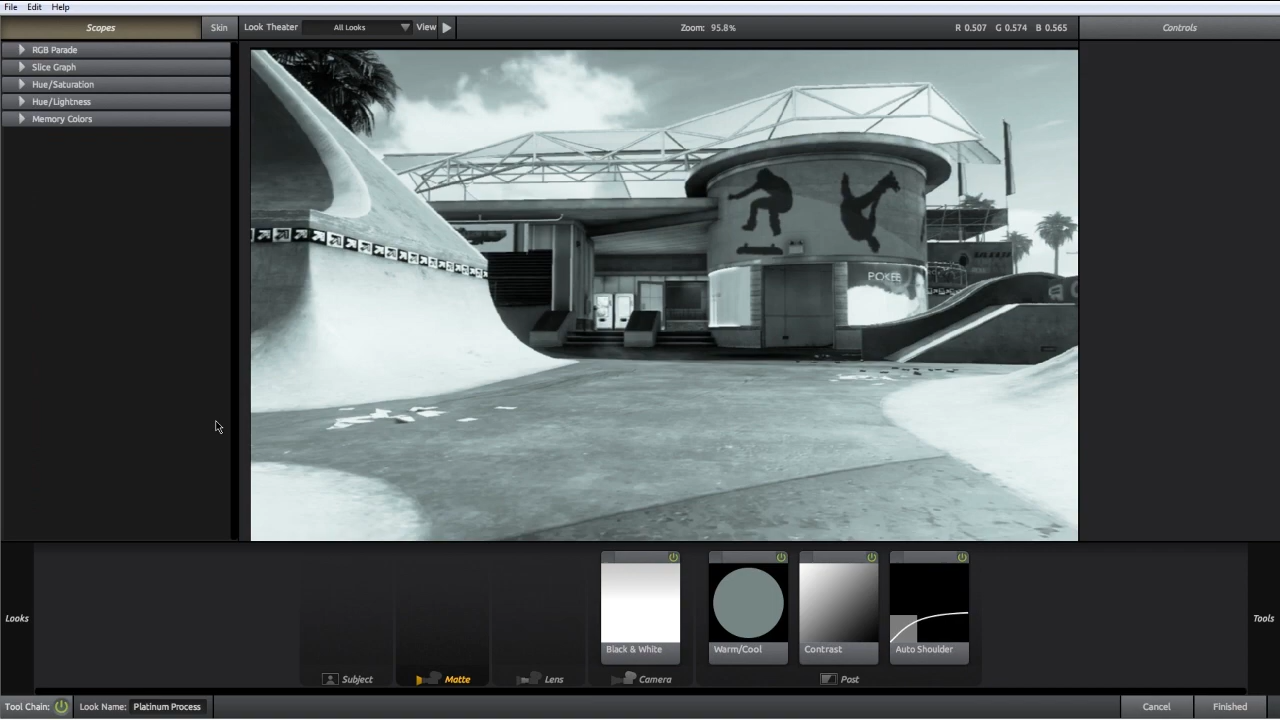 File Edit Help
Scopes Skin Look Theater All Looks View Zoom: 95.8% R 0.507 G 0.574 B 0.565 Controls
RGB Parade
Slice Graph
Hue/Saturation
Hue/Lightness
Memory Colors
Looks
Black & White Warm/Cool Contrast Auto Shoulder
Tools
Subject Matte Lens Camera Post
Tool Chain: Look Name: Platinum Process Cancel Finished